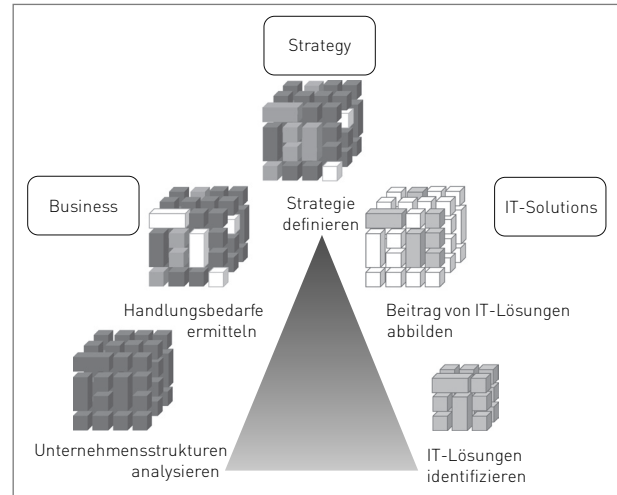 Strategy
Strategie
definieren
Business
IT-Solutions
Handlungsbedarfe
ermitteln
Beitrag von IT-Lösungen
abbilden
Unternehmensstrukturen
analysieren
IT-Lösungen
identifizieren